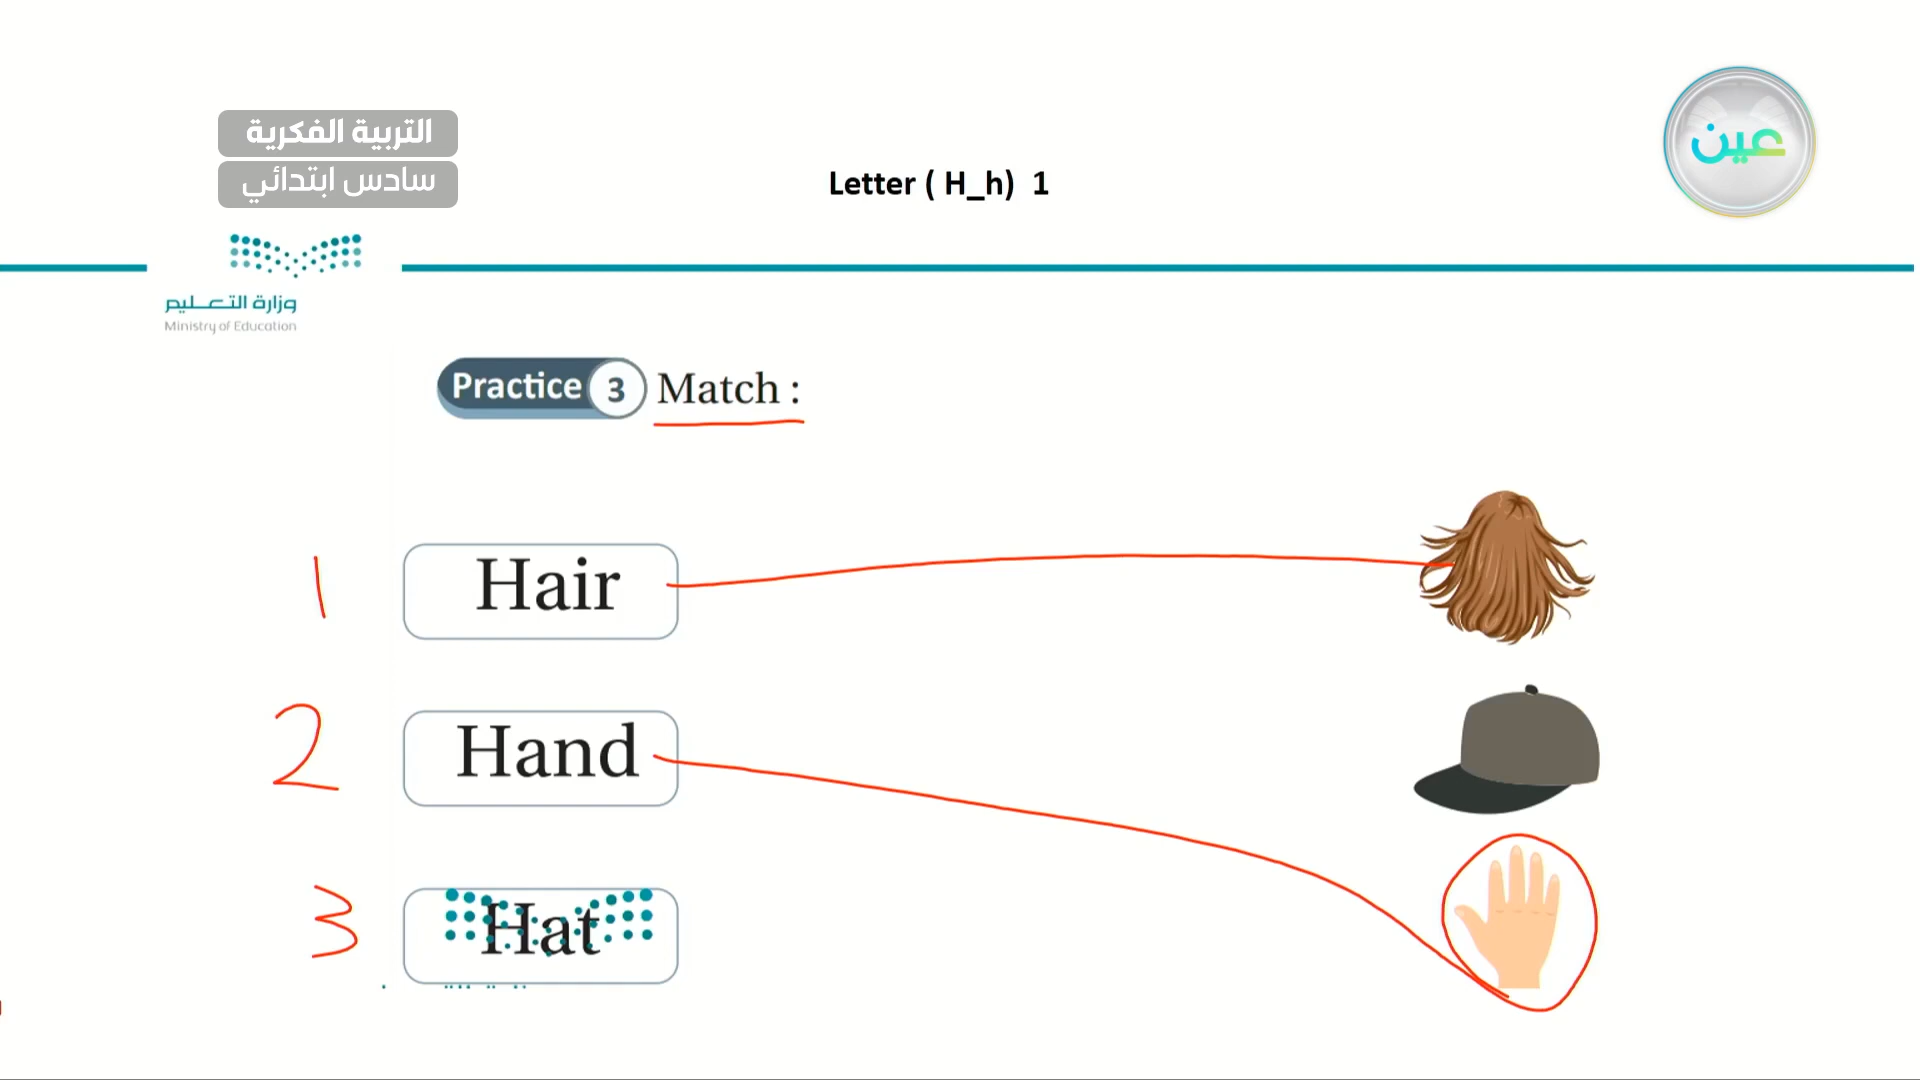 التربية الفكرية
سادس ابتدائي
عين
Letter ( H_h) 1
وزارة التعليم
Ministry of Education
Practice 3 Match :
1 Hair
2 Hand
3 Hat